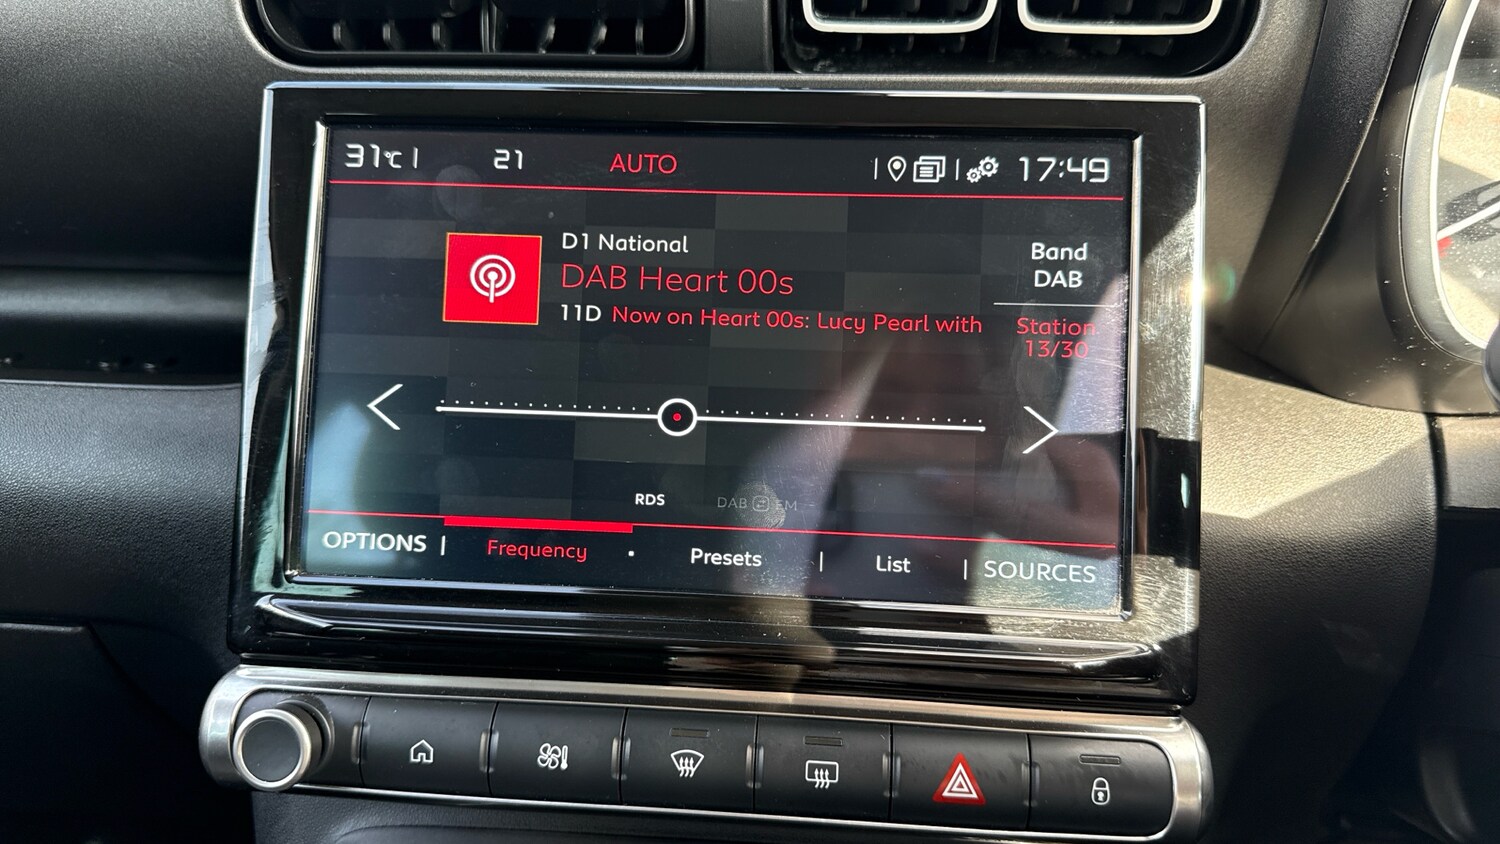 31°C 21 AUTO 17:49
D1 National
DAB Heart 00s
11D Now on Heart 00s: Lucy Pearl with
Band
DAB
Station
13/30
RDS DAB FM
OPTIONS Frequency Presets List SOURCES